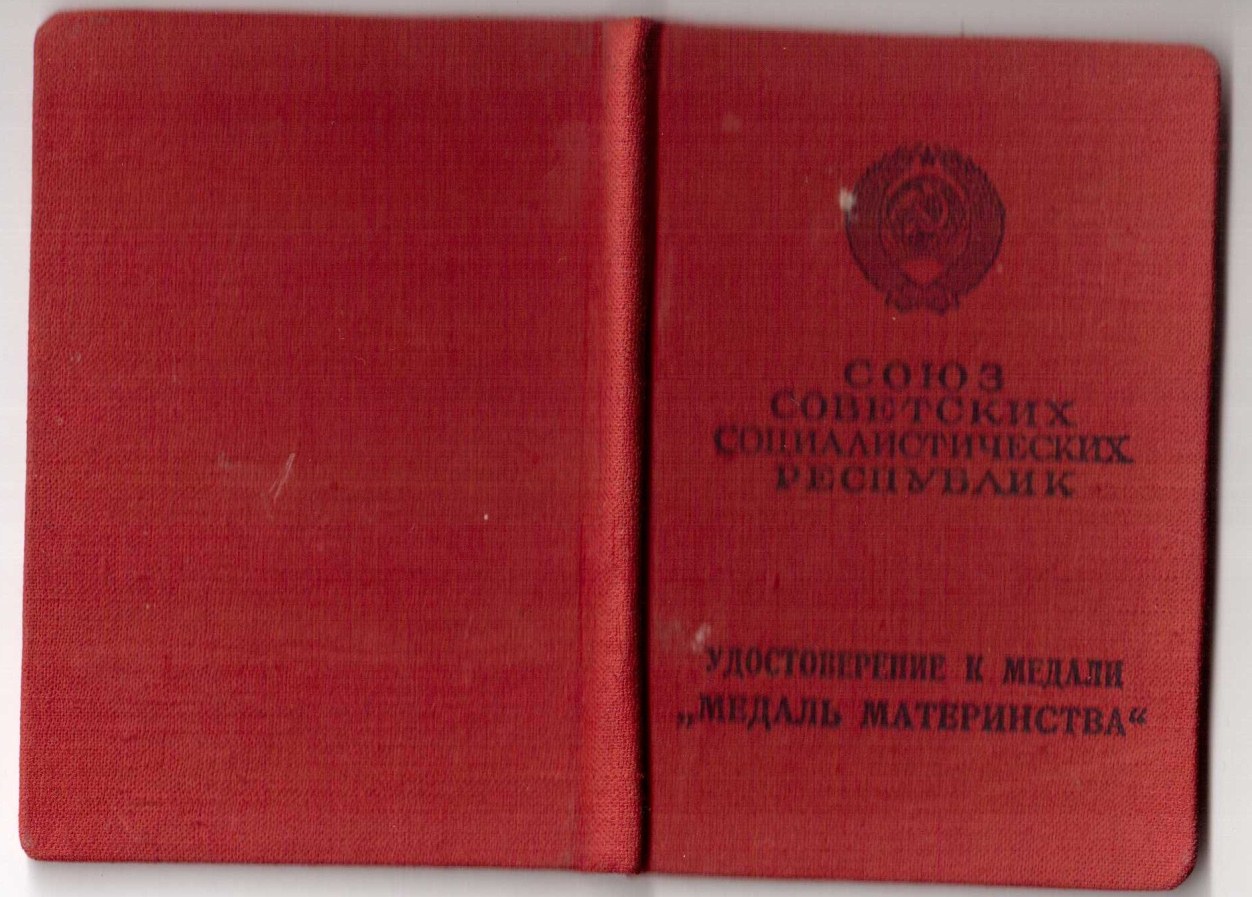 СОЮЗ
СОВЕТСКИХ
СОЦИАЛИСТИЧЕСКИХ
РЕСПУБЛИК
УДОСТОВЕРЕНИЕ К МЕДАЛИ
„МЕДАЛЬ МАТЕРИНСТВА“